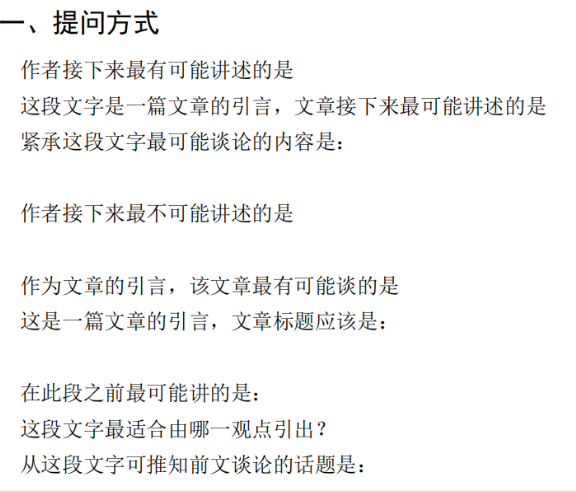 一、提问方式
作者接下来最有可能讲述的是
这段文字是一篇文章的引言，文章接下来最可能讲述的是
紧承这段文字最可能谈论的内容是：
作者接下来最不可能讲述的是
作为文章的引言，该文章最有可能谈的是
这是一篇文章的引言，文章标题应该是：
在此段之前最可能讲的是：
这段文字最适合由哪一观点引出？
从这段文字可推知前文谈论的话题是：